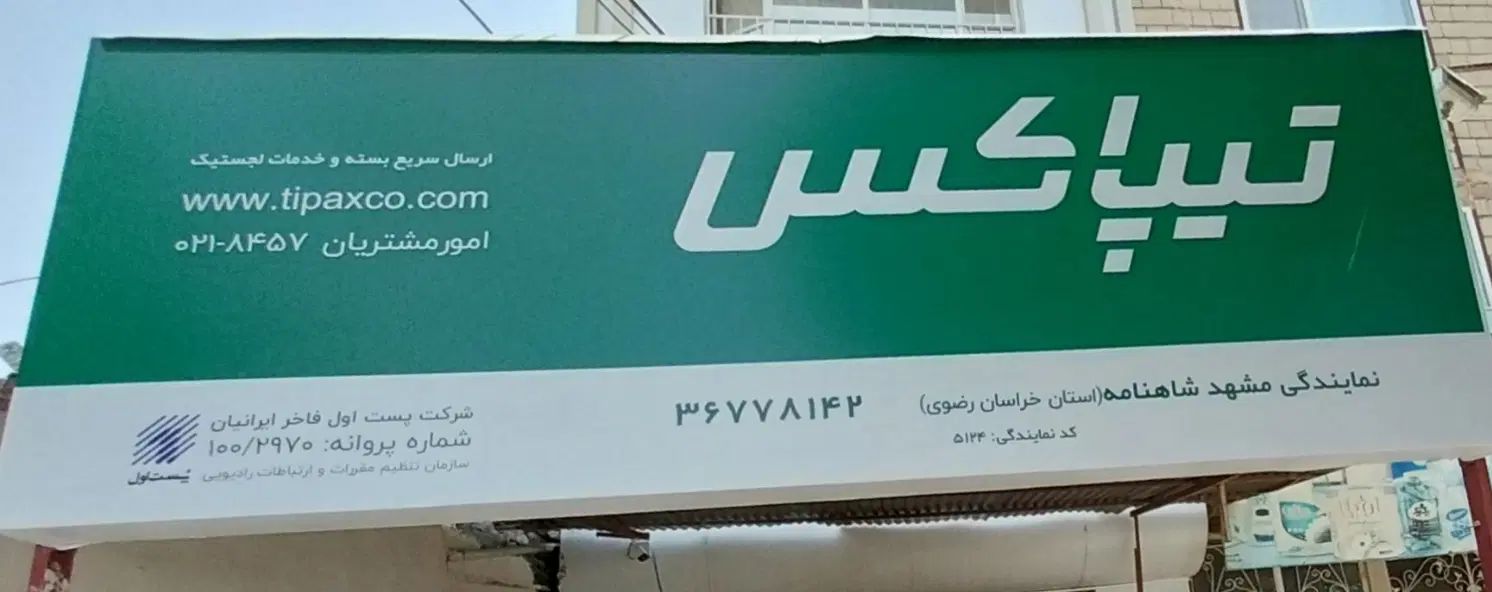 تیپاکس
ارسال سریع بسته و خدمات لجستیک
www.tipaxco.com
امورمشتریان ۰۲۱-۸۴۵۷
نمایندگی مشهد شاهنامه(استان خراسان رضوی)
کد نمایندگی: ۵۱۲۴
۳۶۷۷۸۱۴۲
شرکت پست اول فاخر ایرانیان
شماره پروانه: ۱۰۰/۲۹۷۰
سازمان تنظیم مقررات و ارتباطات رادیویی
پست اول